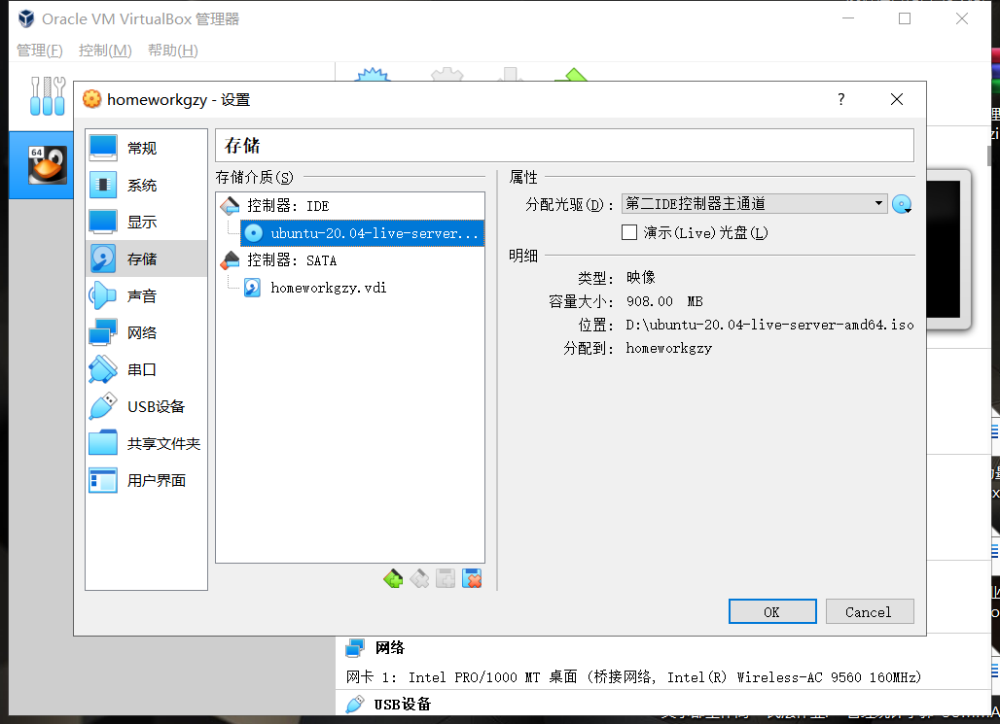 Oracle VM VirtualBox 管理器
管理(F) 控制(M) 帮助(H)
homeworkgzy - 设置
?
64
常规
系统
显示
存储
声音
网络
串口
USB设备
共享文件夹
用户界面
存储
存储介质(S)
控制器: IDE
ubuntu-20.04-live-server...
控制器: SATA
homeworkgzy.vdi
属性
分配光驱(D): 第二IDE控制器主通道
演示(Live)光盘(L)
明细
类型: 映像
容量大小: 908.00 MB
位置: D:\ubuntu-20.04-live-server-amd64.iso
分配到: homeworkgzy
OK Cancel
网络
网卡 1: Intel PRO/1000 MT 桌面 (桥接网络, Intel(R) Wireless-AC 9560 160MHz)
USB设备